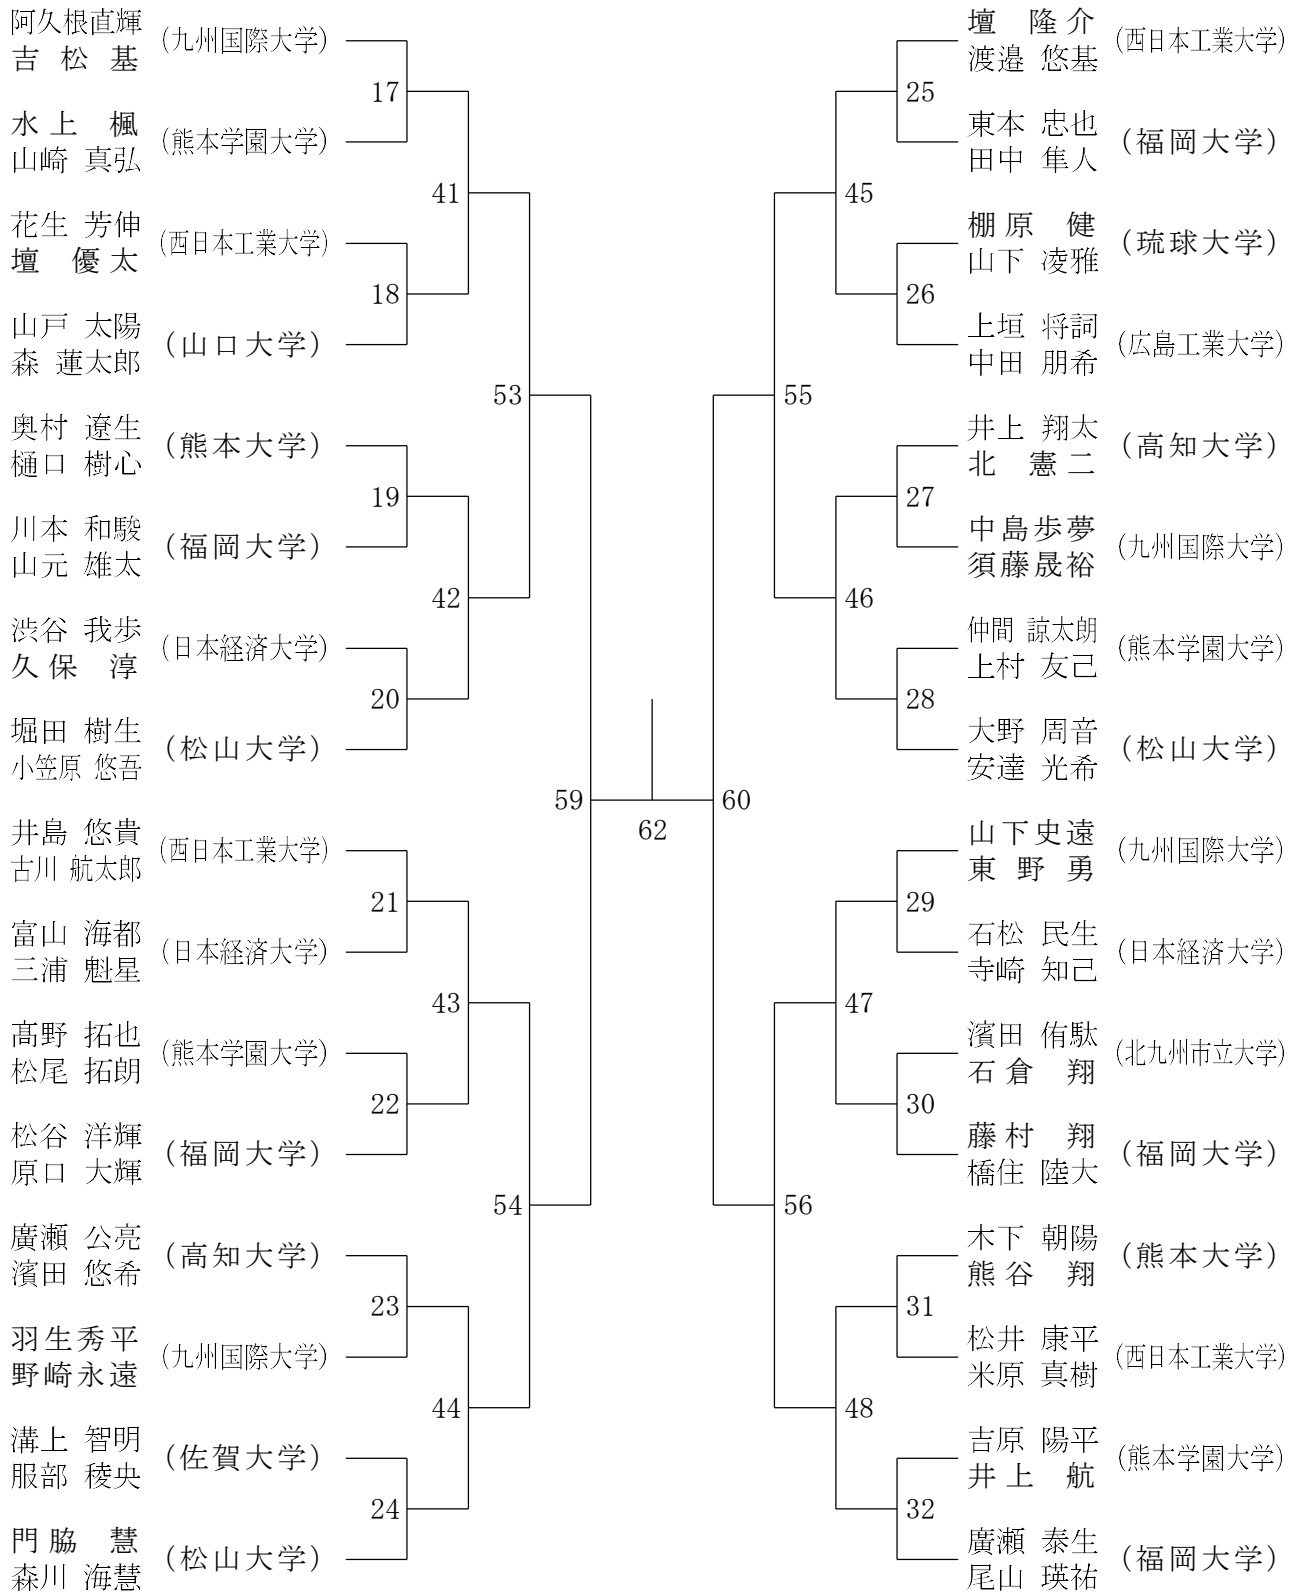 阿久根直輝
吉松基
(九州国際大学)
17
水上 楓
山崎 真弘
(熊本学園大学)
41
花生 芳伸
壇 優太
(西日本工業大学)
18
山戸 太陽
森 蓮太郎
(山口大学)
53
奥村 遼生
樋口 樹心
(熊本大学)
19
川本 和駿
山元 雄太
(福岡大学)
42
渋谷 我歩
久保 淳
(日本経済大学)
20
堀田 樹生
小笠原 悠吾
(松山大学)
59
井島 悠貴
古川 航太郎
(西日本工業大学)
21
富山 海都
三浦 魁星
(日本経済大学)
43
髙野 拓也
松尾 拓朗
(熊本学園大学)
22
松谷 洋輝
原口 大輝
(福岡大学)
54
廣瀬 公亮
濱田 悠希
(高知大学)
23
羽生秀平
野崎永遠
(九州国際大学)
44
溝上 智明
服部 稜央
(佐賀大学)
24
門脇 慧
森川 海慧
(松山大学)
62
壇 隆介
渡邉 悠基
(西日本工業大学)
25
東本 忠也
田中 隼人
(福岡大学)
45
棚原 健
山下 凌雅
(琉球大学)
26
上垣 将詞
中田 朋希
(広島工業大学)
55
井上 翔太
北 憲二
(高知大学)
27
中島歩夢
須藤晟裕
(九州国際大学)
46
仲間 諒太朗
上村 友己
(熊本学園大学)
28
大野 周音
安達 光希
(松山大学)
60
山下史遠
東野勇
(九州国際大学)
29
石松 民生
寺崎 知己
(日本経済大学)
47
濱田 侑駄
石倉 翔
(北九州市立大学)
30
藤村 翔
橋住 陸大
(福岡大学)
56
木下 朝陽
熊谷 翔
(熊本大学)
31
松井 康平
米原 真樹
(西日本工業大学)
48
吉原 陽平
井上 航
(熊本学園大学)
32
廣瀬 泰生
尾山 瑛祐
(福岡大学)